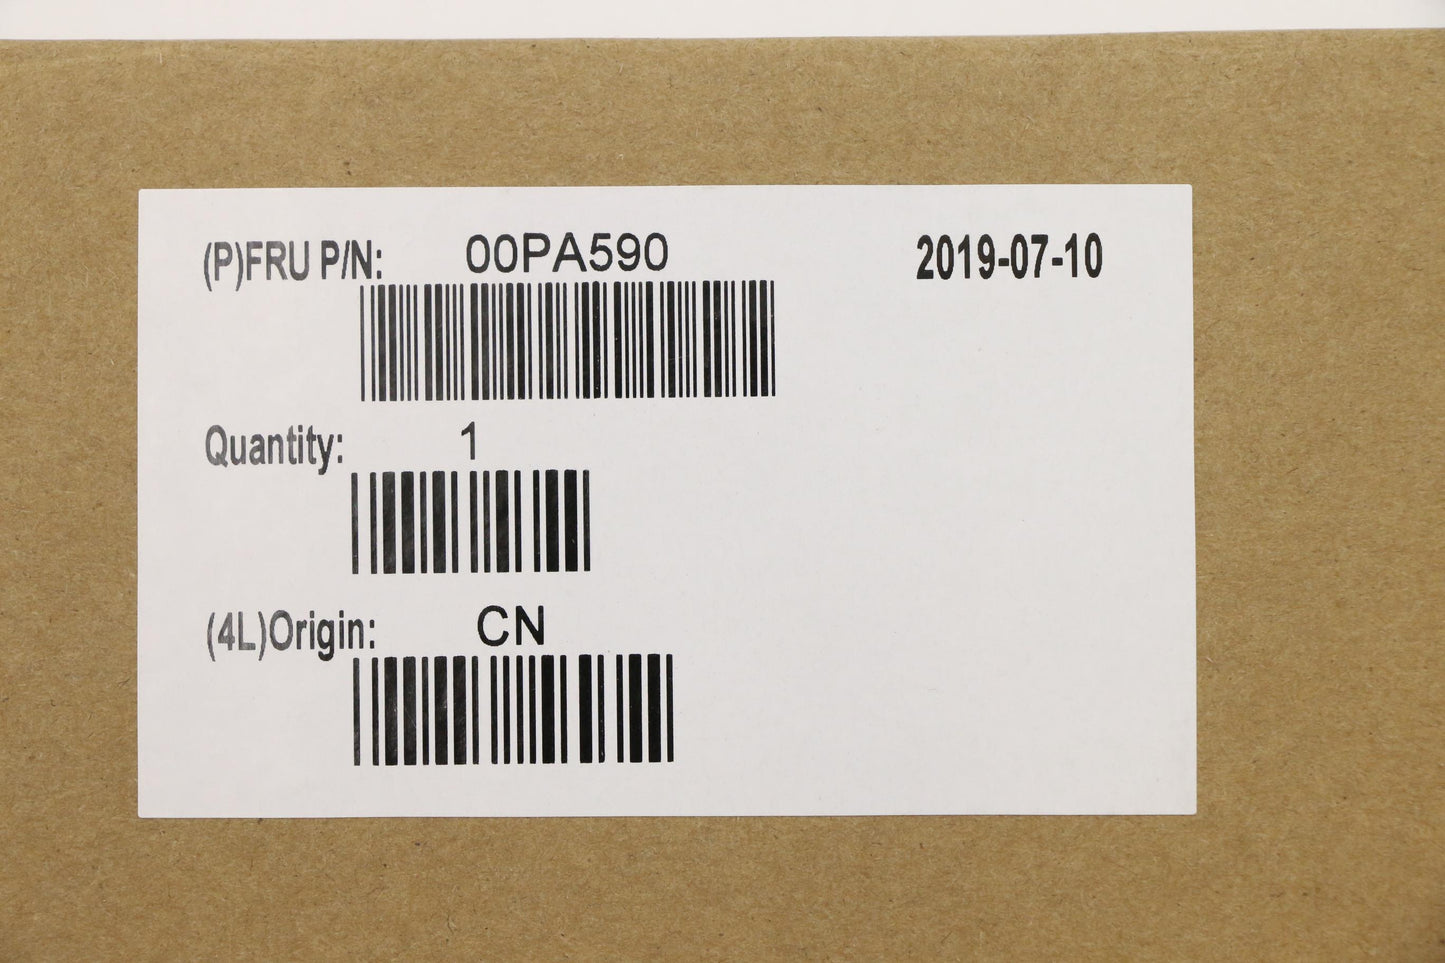 (P)FRU P/N: 00PA590 2019-07-10
Quantity: 1
(4L)Origin: CN